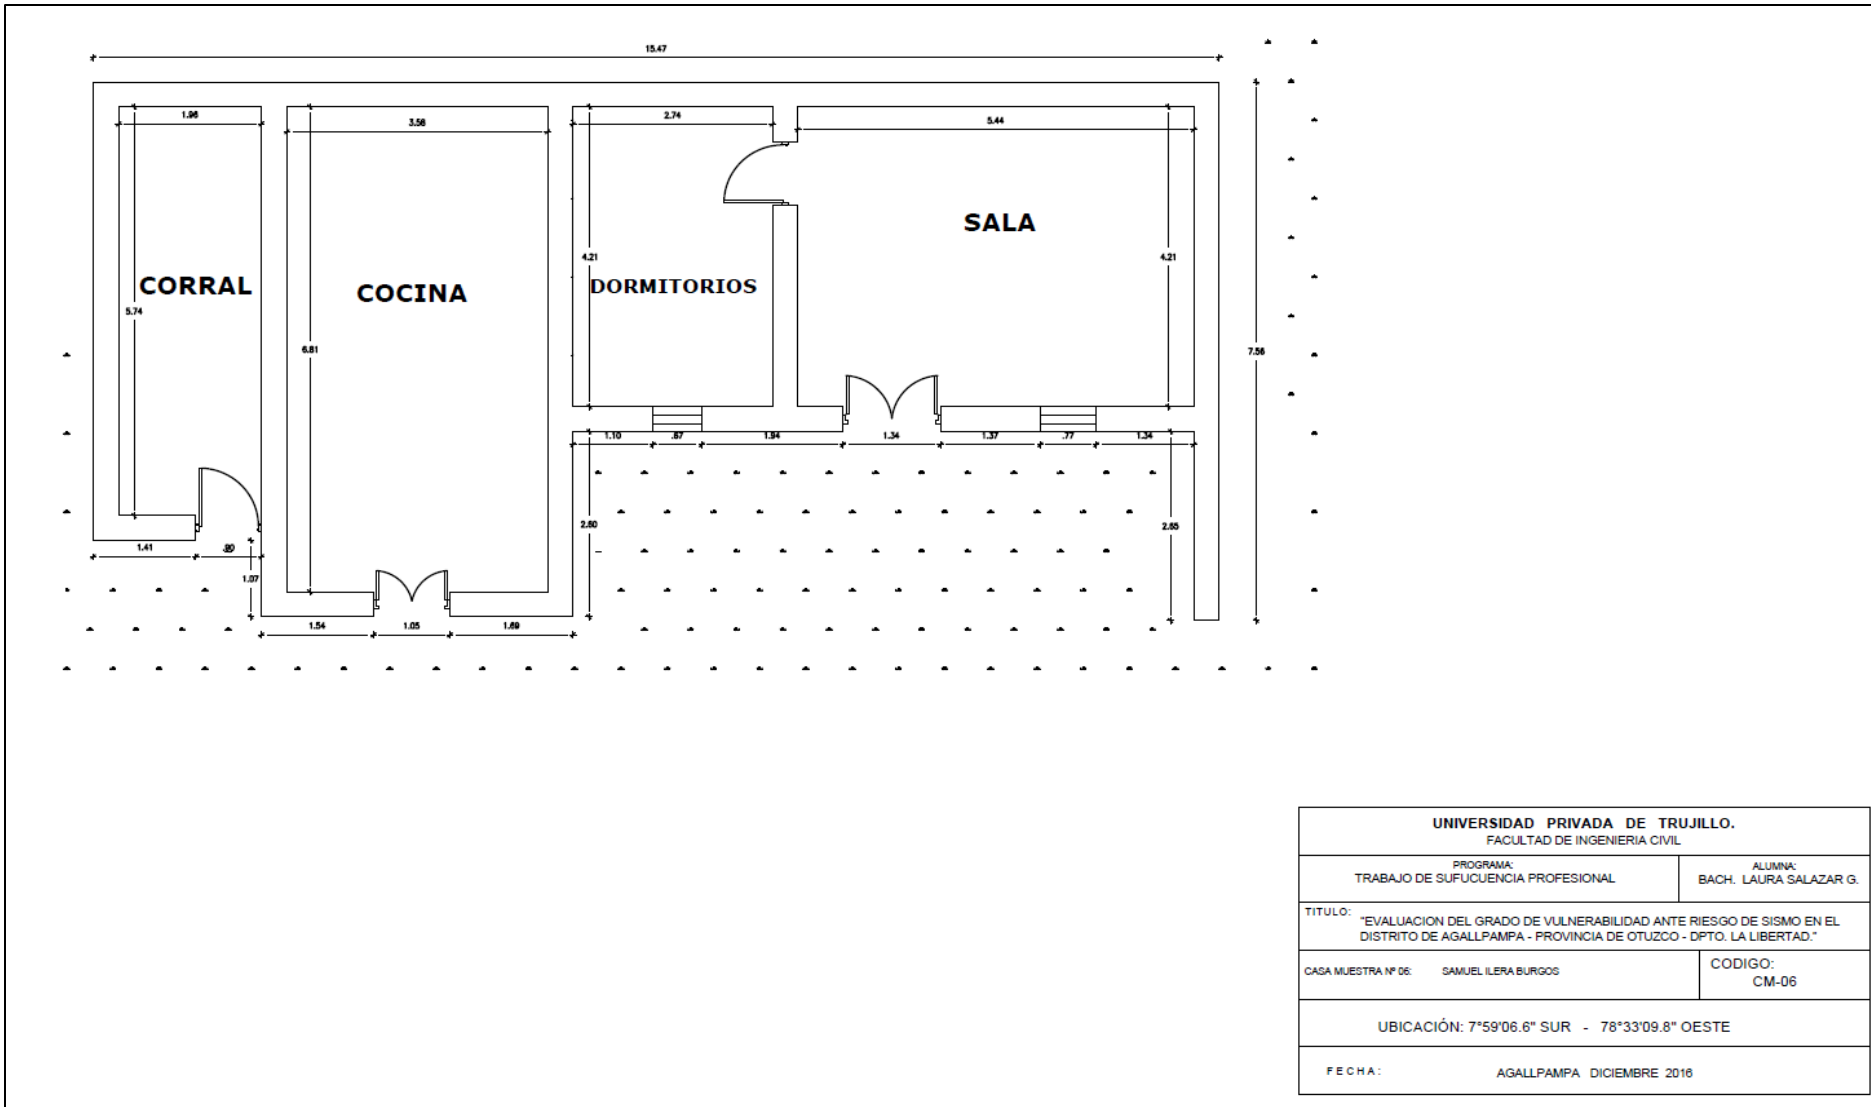 15.47
1.96
3.58
2.74
5.44
SALA
4.21
4.21
CORRAL
COCINA
DORMITORIOS
5.74
6.81
7.56
1.10
.67
1.94
1.34
1.37
.77
1.34
2.60
2.65
1.41
.90
1.07
1.54
1.05
1.69
UNIVERSIDAD PRIVADA DE TRUJILLO.
FACULTAD DE INGENIERIA CIVIL
PROGRAMA:
TRABAJO DE SUFUCUENCIA PROFESIONAL
ALUMNA:
BACH. LAURA SALAZAR G.
TITULO: "EVALUACION DEL GRADO DE VULNERABILIDAD ANTE RIESGO DE SISMO EN EL
DISTRITO DE AGALLPAMPA - PROVINCIA DE OTUZCO - DPTO. LA LIBERTAD."
CASA MUESTRA Nº 06: SAMUEL ILERA BURGOS
CODIGO:
CM-06
UBICACIÓN: 7°59'06.6" SUR - 78°33'09.8" OESTE
FECHA: AGALLPAMPA DICIEMBRE 2016